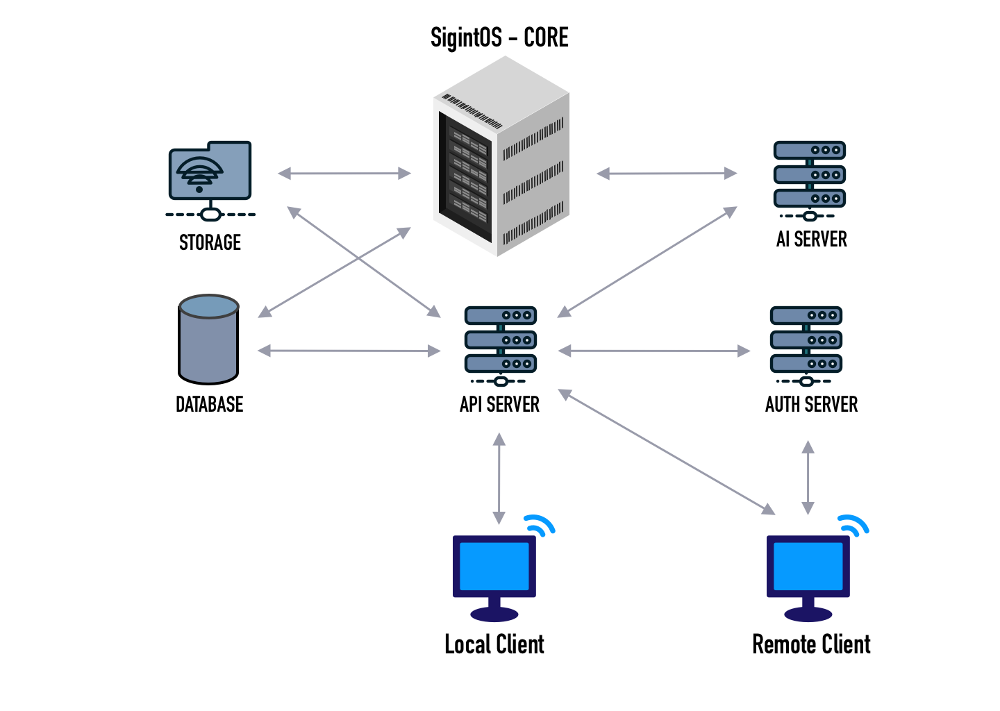 SigintOS - CORE
STORAGE
AI SERVER
DATABASE
API SERVER
AUTH SERVER
Local Client
Remote Client